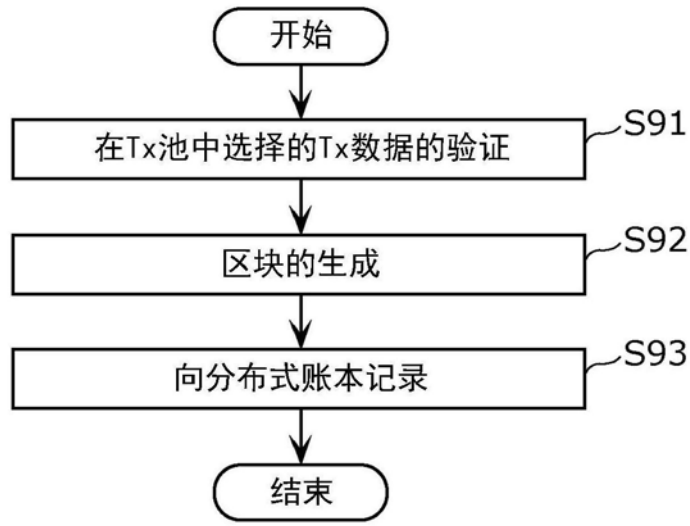 开始
在Tx池中选择的Tx数据的验证
S91
区块的生成
S92
向分布式账本记录
S93
结束